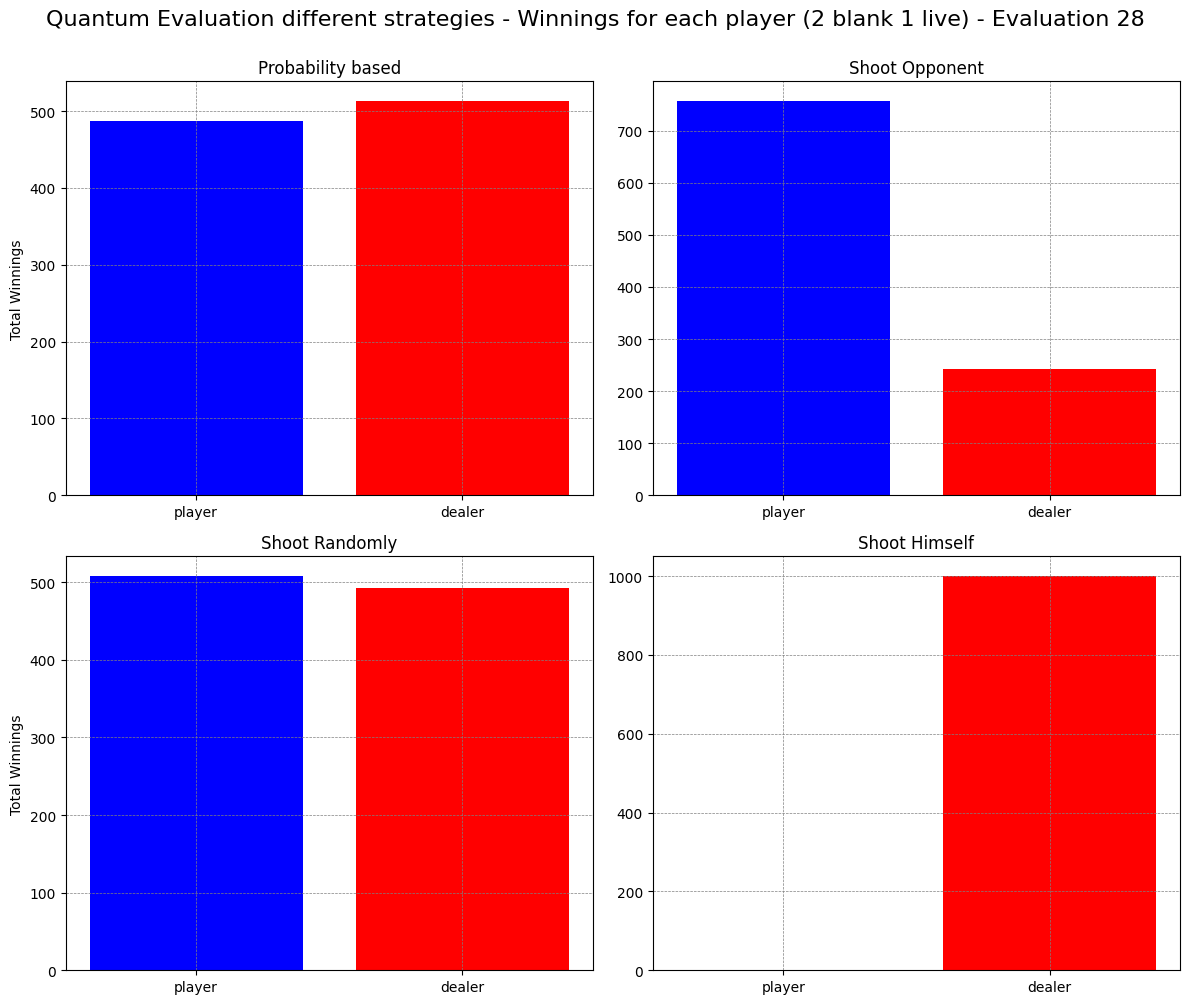 Quantum Evaluation different strategies - Winnings for each player (2 blank 1 live) - Evaluation 28
Probability based
Total Winnings
500
400
300
200
100
0
player dealer
Shoot Opponent
700
600
500
400
300
200
100
0
player dealer
Shoot Randomly
Total Winnings
500
400
300
200
100
0
player dealer
Shoot Himself
1000
800
600
400
200
0
player dealer